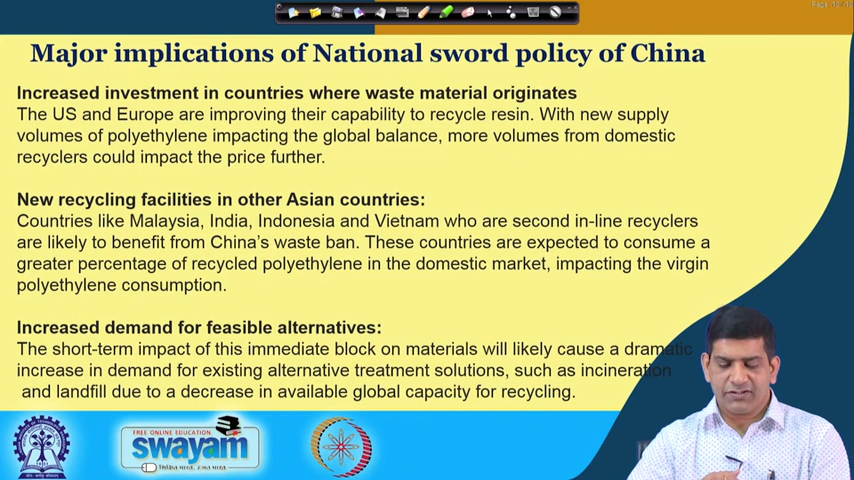 Major implications of National sword policy of China
Increased investment in countries where waste material originates
The US and Europe are improving their capability to recycle resin. With new supply
volumes of polyethylene impacting the global balance, more volumes from domestic
recyclers could impact the price further.
New recycling facilities in other Asian countries:
Countries like Malaysia, India, Indonesia and Vietnam who are second in-line recyclers
are likely to benefit from China's waste ban. These countries are expected to consume a
greater percentage of recycled polyethylene in the domestic market, impacting the virgin
polyethylene consumption.
Increased demand for feasible alternatives:
The short-term impact of this immediate block on materials will likely cause a dramatic
increase in demand for existing alternative treatment solutions, such as incineration
and landfill due to a decrease in available global capacity for recycling.
FREE ONLINE EDUCATION
swayam